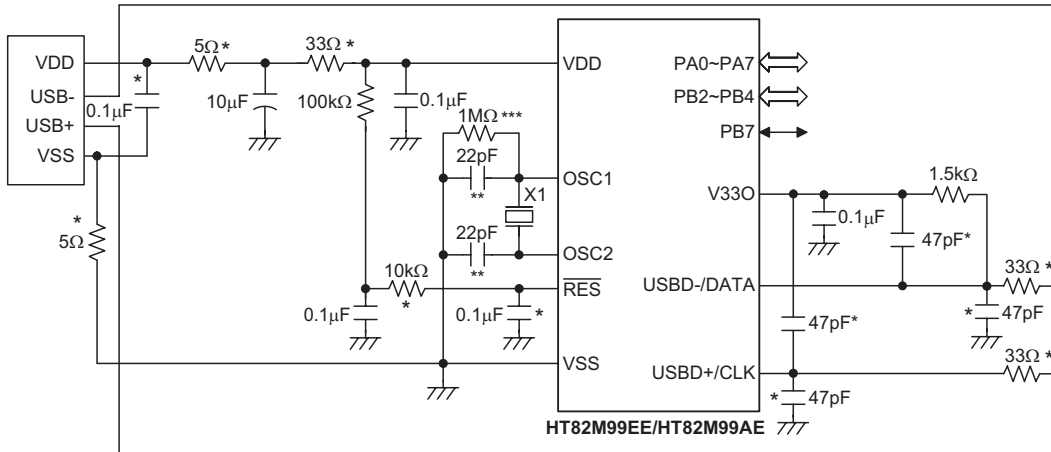 VDD
USB-
USB+
VSS
*
0.1µF
5Ω*
10µF
33Ω*
100kΩ
0.1µF
1MΩ***
22pF
**
X1
22pF
**
10kΩ
*
0.1µF
0.1µF
*
*
5Ω
VDD
OSC1
OSC2
RES
VSS
PA0~PA7
PB2~PB4
PB7
V33O
USBD-/DATA
USBD+/CLK
1.5kΩ
0.1µF
47pF*
33Ω*
47pF*
*
47pF
33Ω*
*
47pF
HT82M99EE/HT82M99AE